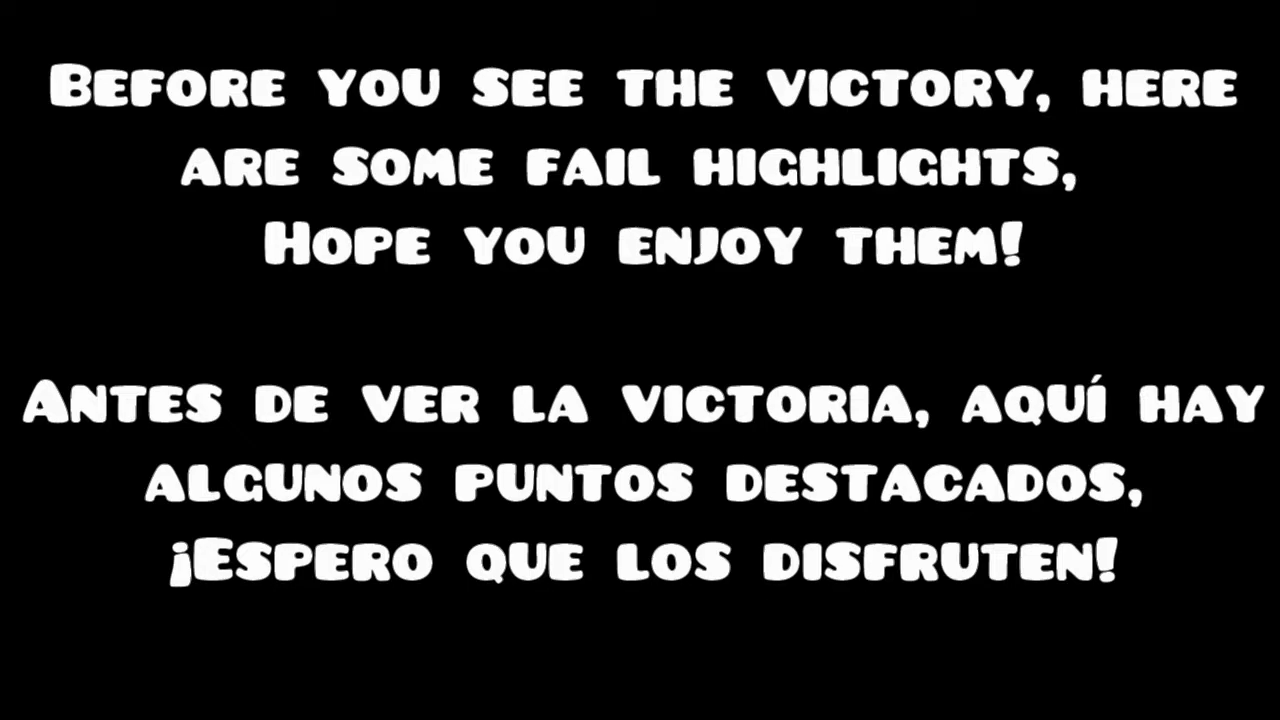 Before you see the victory, here
are some fail highlights,
Hope you enjoy them!
Antes de ver la victoria, aquí hay
algunos puntos destacados,
¡Espero que los disfruten!